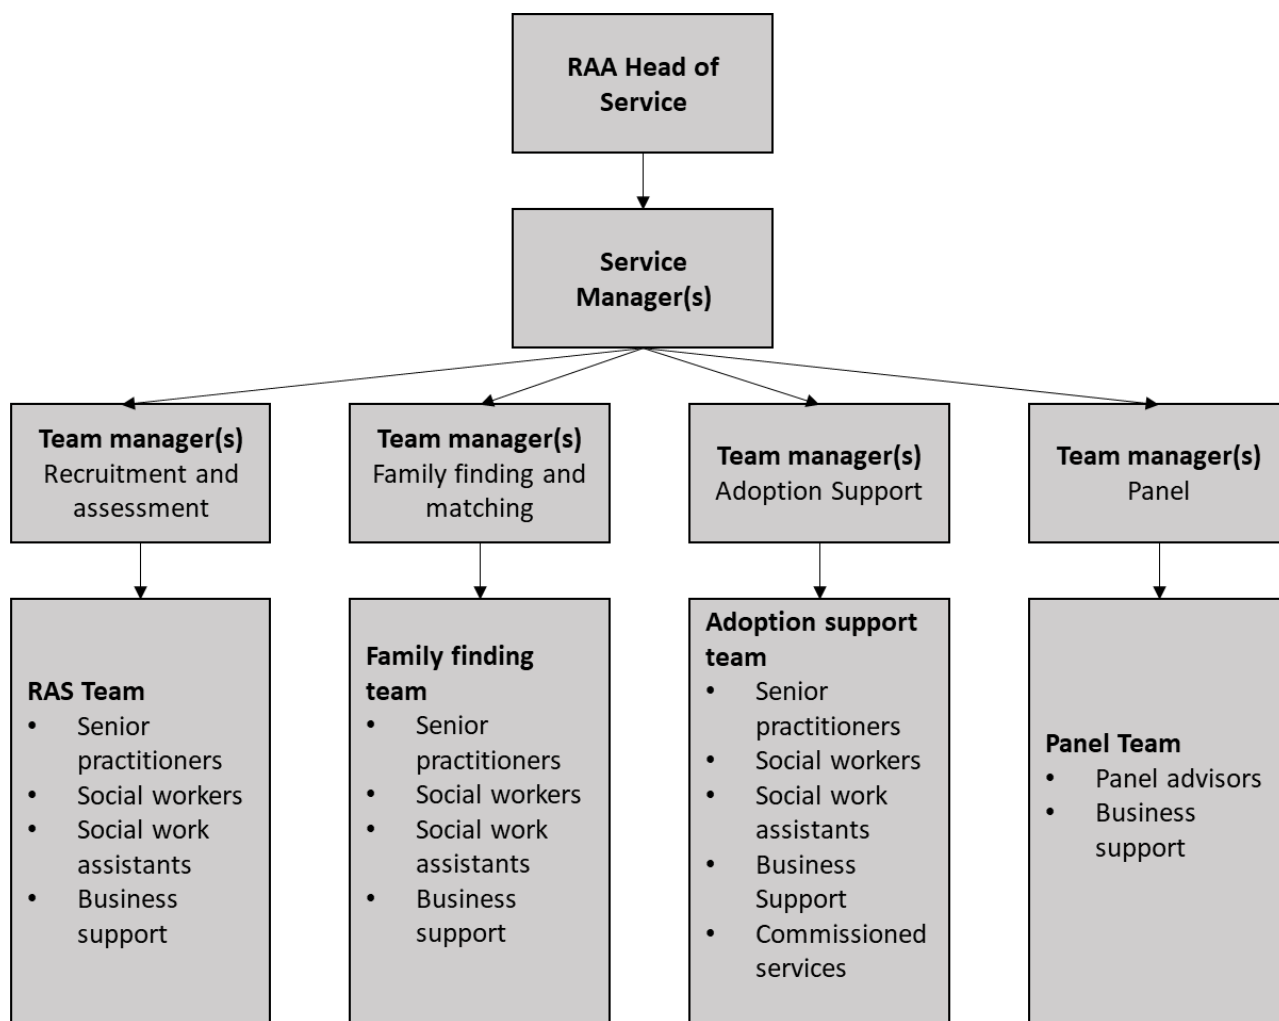 RAA Head of
Service
Service
Manager(s)
Team manager(s)
Recruitment and
assessment
Team manager(s)
Family finding and
matching
Team manager(s)
Adoption Support
Team manager(s)
Panel
RAS Team
• Senior
practitioners
• Social workers
• Social work
assistants
• Business
support
Family finding
team
• Senior
practitioners
• Social workers
• Social work
assistants
• Business
support
Adoption support
team
• Senior
practitioners
• Social workers
• Social work
assistants
• Business
Support
• Commissioned
services
Panel Team
• Panel advisors
• Business
support